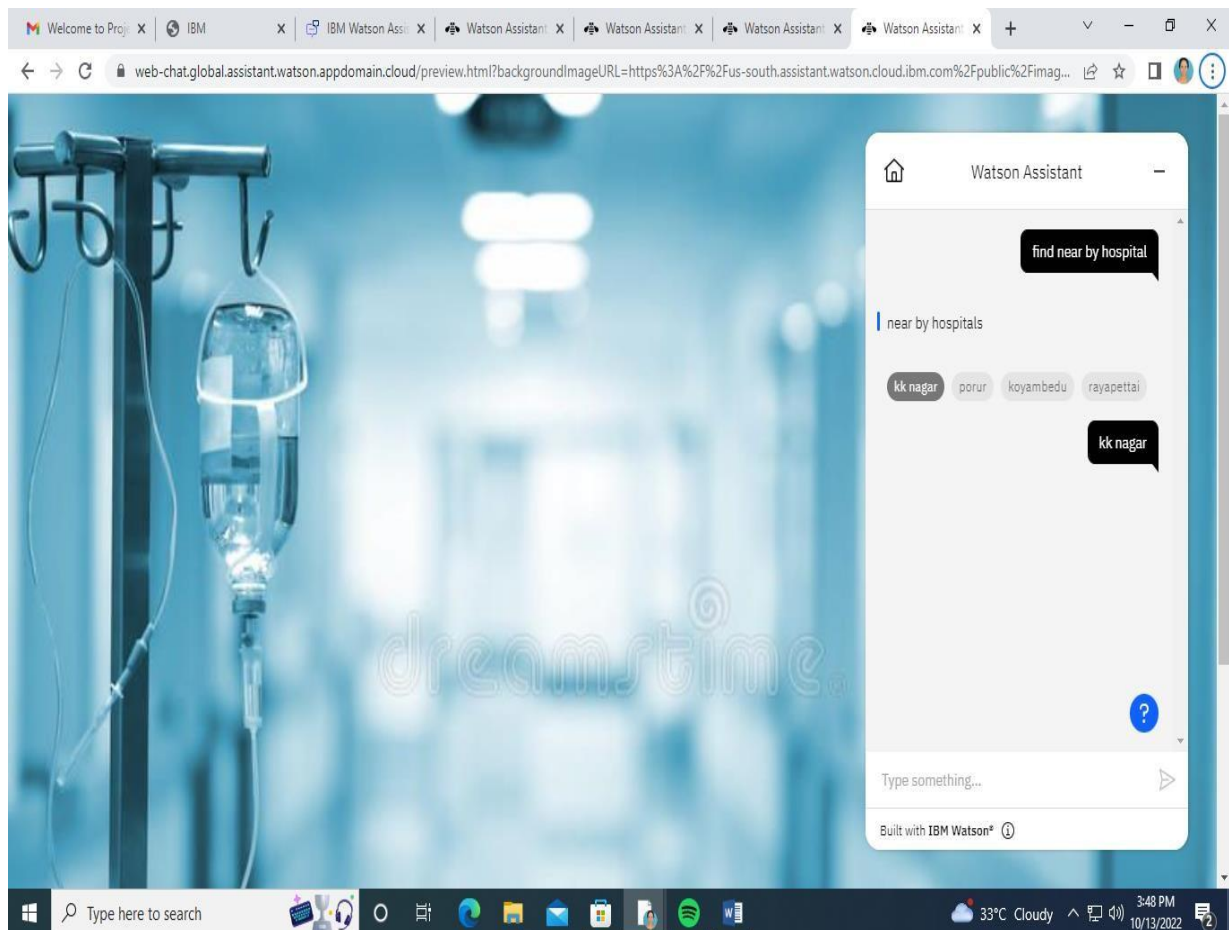 Welcome to Proje
IBM
IBM Watson Assi
Watson Assistant
Watson Assistant
Watson Assistant
Watson Assistant
web-chat.global.assistant.watson.appdomain.cloud/preview.html?backgroundImageURL=https%3A%2F%2Fus-south.assistant.watson.cloud.ibm.com%2Fpublic%2Fimag...
Watson Assistant
find near by hospital
near by hospitals
kk nagar porur koyambedu rayapettai
kk nagar
dreamstime
?
Type something...
Built with IBM Watson®
Type here to search
33°C Cloudy
3:48 PM
10/13/2022
2